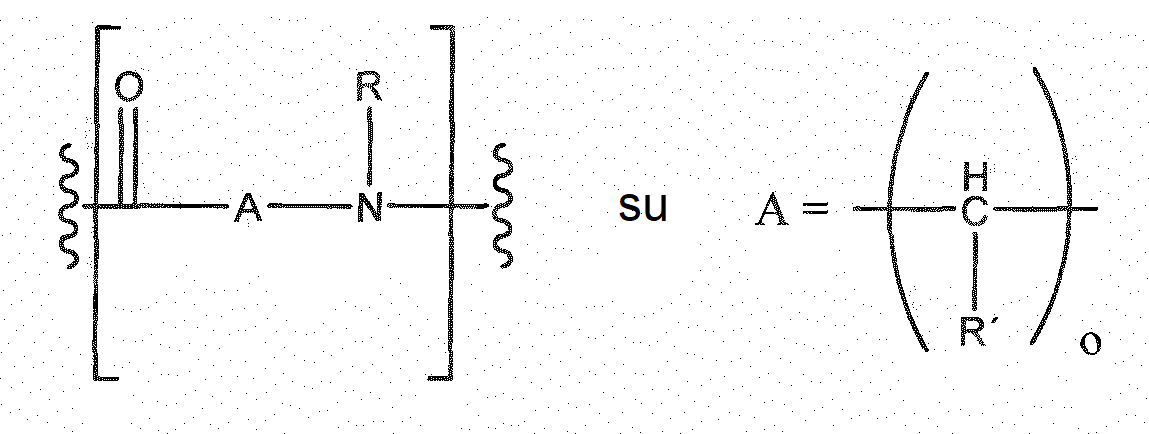 O R
A N su A = H
C
R´ o